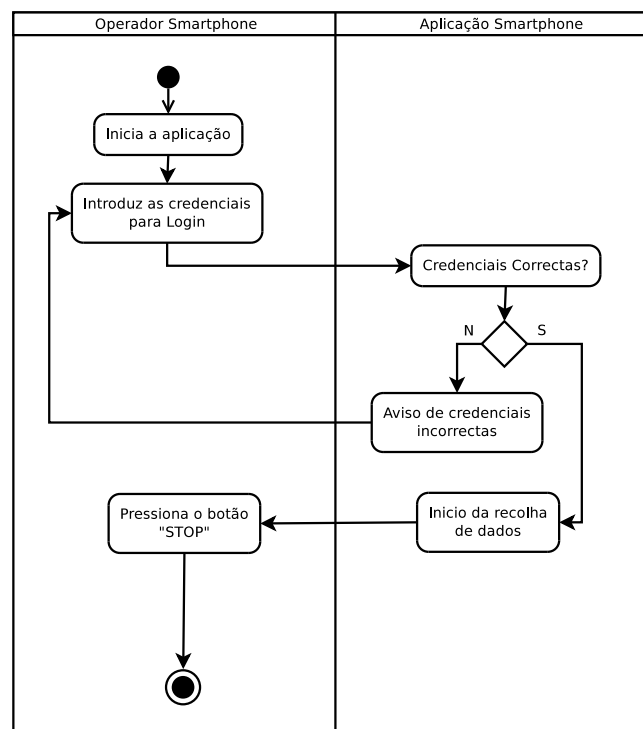 Operador Smartphone
Aplicação Smartphone
Inicia a aplicação
Introduz as credenciais
para Login
Credenciais Correctas?
N
S
Aviso de credenciais
incorrectas
Pressiona o botão
"STOP"
Inicio da recolha
de dados